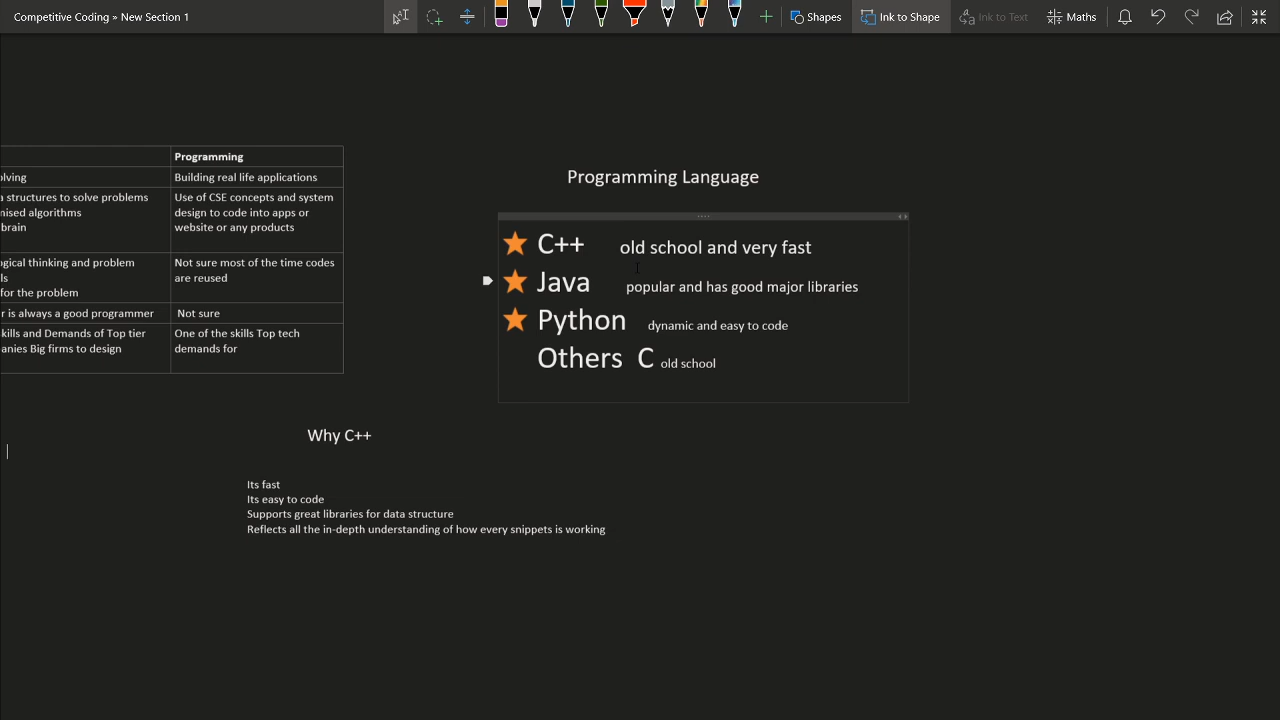 Competitive Coding » New Section 1
Shapes
Ink to Shape
Ink to Text
Maths
Programming
olving
Building real life applications
a structures to solve problems
nised algorithms
brain
Use of CSE concepts and system
design to code into apps or
website or any products
ogical thinking and problem
ls
for the problem
Not sure most of the time codes
are reused
r is always a good programmer
Not sure
kills and Demands of Top tier
anies Big firms to design
One of the skills Top tech
demands for
Programming Language
C++ old school and very fast
Java popular and has good major libraries
Python dynamic and easy to code
Others C old school
Why C++
Its fast
Its easy to code
Supports great libraries for data structure
Reflects all the in-depth understanding of how every snippets is working